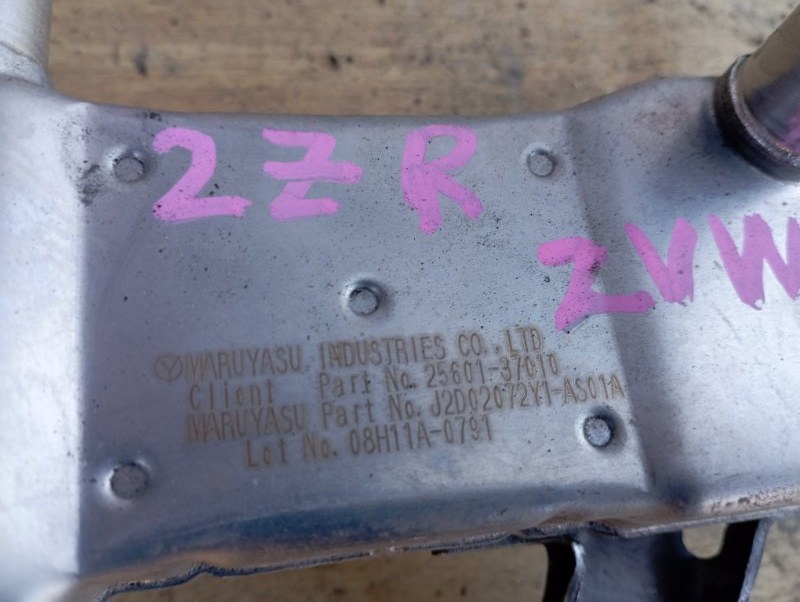 2ZR
ZVW
MARUYASU INDUSTRIES CO.,LTD
Client Part No. 25601-37010
MARUYASU Part No. J2D02072Y1-AS01A
Lot No. 08H11A-0791